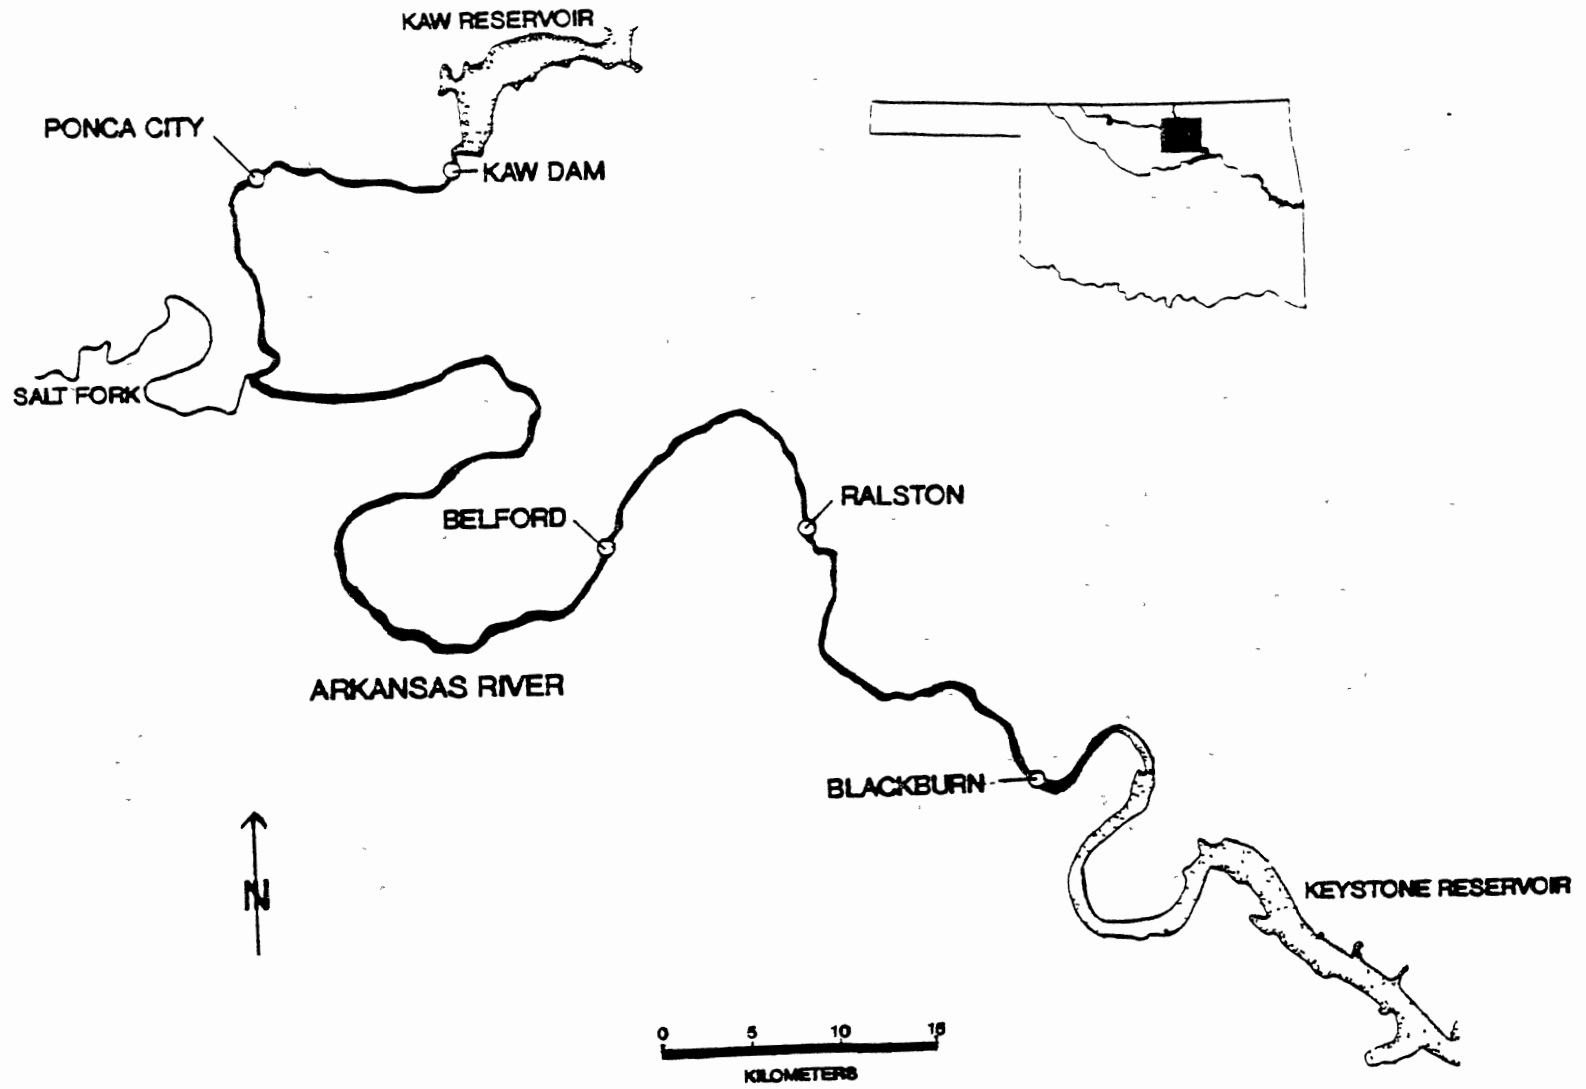 KAW RESERVOIR
PONCA CITY
KAW DAM
SALT FORK
RALSTON
BELFORD
ARKANSAS RIVER
BLACKBURN
N
KEYSTONE RESERVOIR
0 5 10 15
KILOMETERS